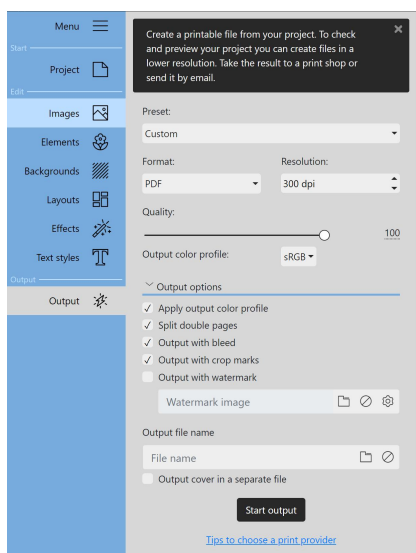 Menu
Start
Project
Edit
Images
Elements
Backgrounds
Layouts
Effects
Text styles
Output
Output
Create a printable file from your project. To check
and preview your project you can create files in a
lower resolution. Take the result to a print shop or
send it by email.
Preset:
Custom
Format: Resolution:
PDF 300 dpi
Quality:
100
Output color profile: sRGB
Output options
Apply output color profile
Split double pages
Output with bleed
Output with crop marks
Output with watermark
Watermark image
Output file name
File name
Output cover in a separate file
Start output
Tips to choose a print provider